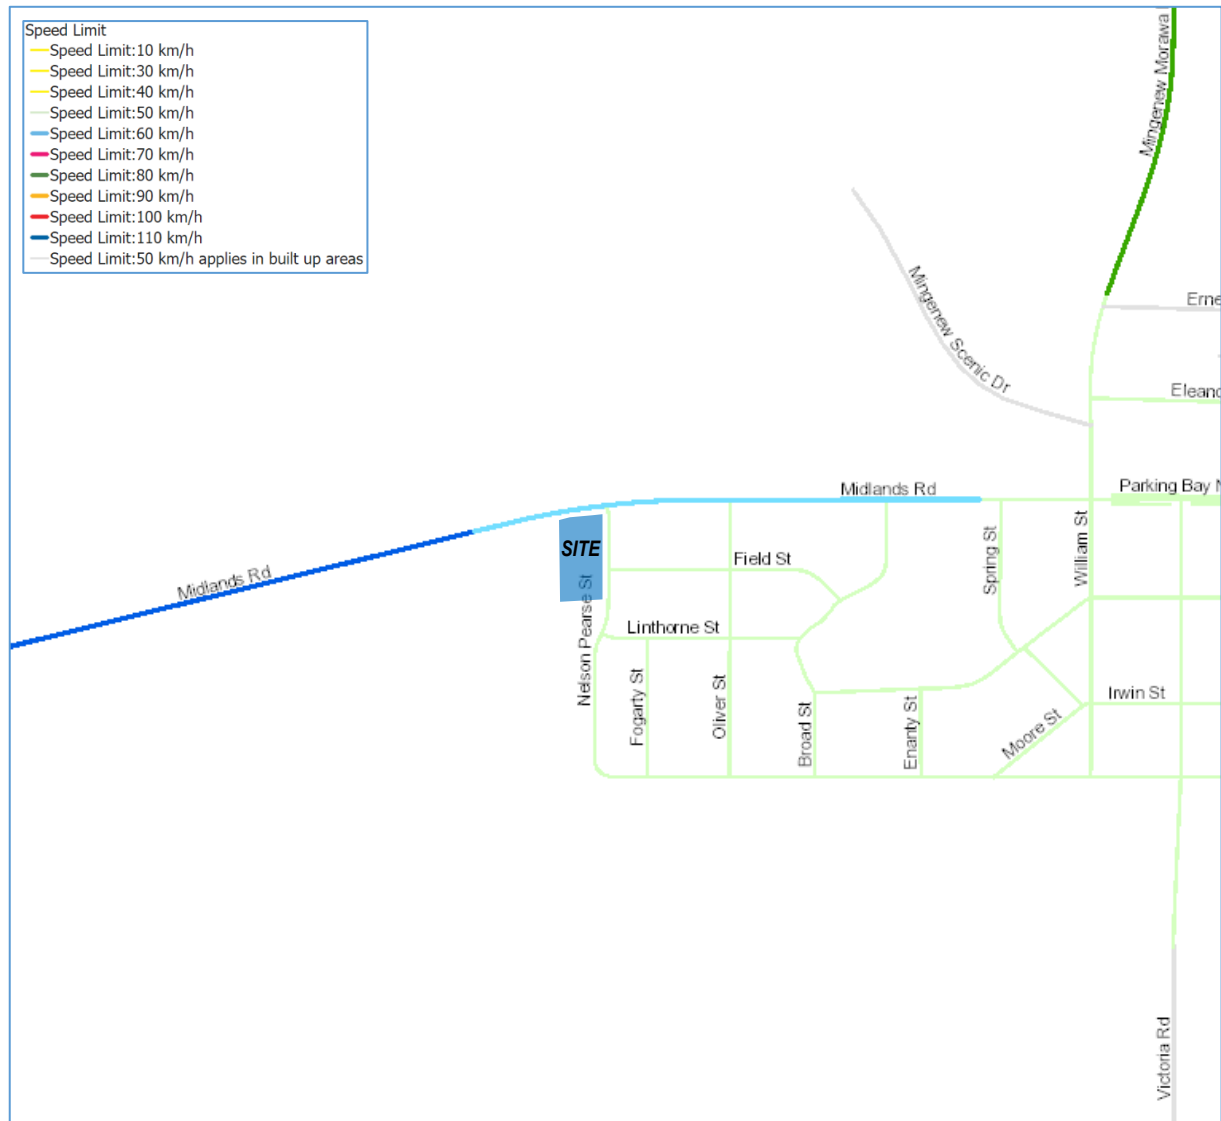 Speed Limit
Speed Limit:10 km/h
Speed Limit:30 km/h
Speed Limit:40 km/h
Speed Limit:50 km/h
Speed Limit:60 km/h
Speed Limit:70 km/h
Speed Limit:80 km/h
Speed Limit:90 km/h
Speed Limit:100 km/h
Speed Limit:110 km/h
Speed Limit:50 km/h applies in built up areas
Mingenew Morawa
Mingenew Scenic Dr
Erne
Eleanc
Midlands Rd
Parking Bay N
SITE
Field St
Spring St
William St
Midlands Rd
Nelson Pearse St
Linthorne St
Fogarty St
Oliver St
Broad St
Enanty St
Moore St
Irwin St
Victoria Rd